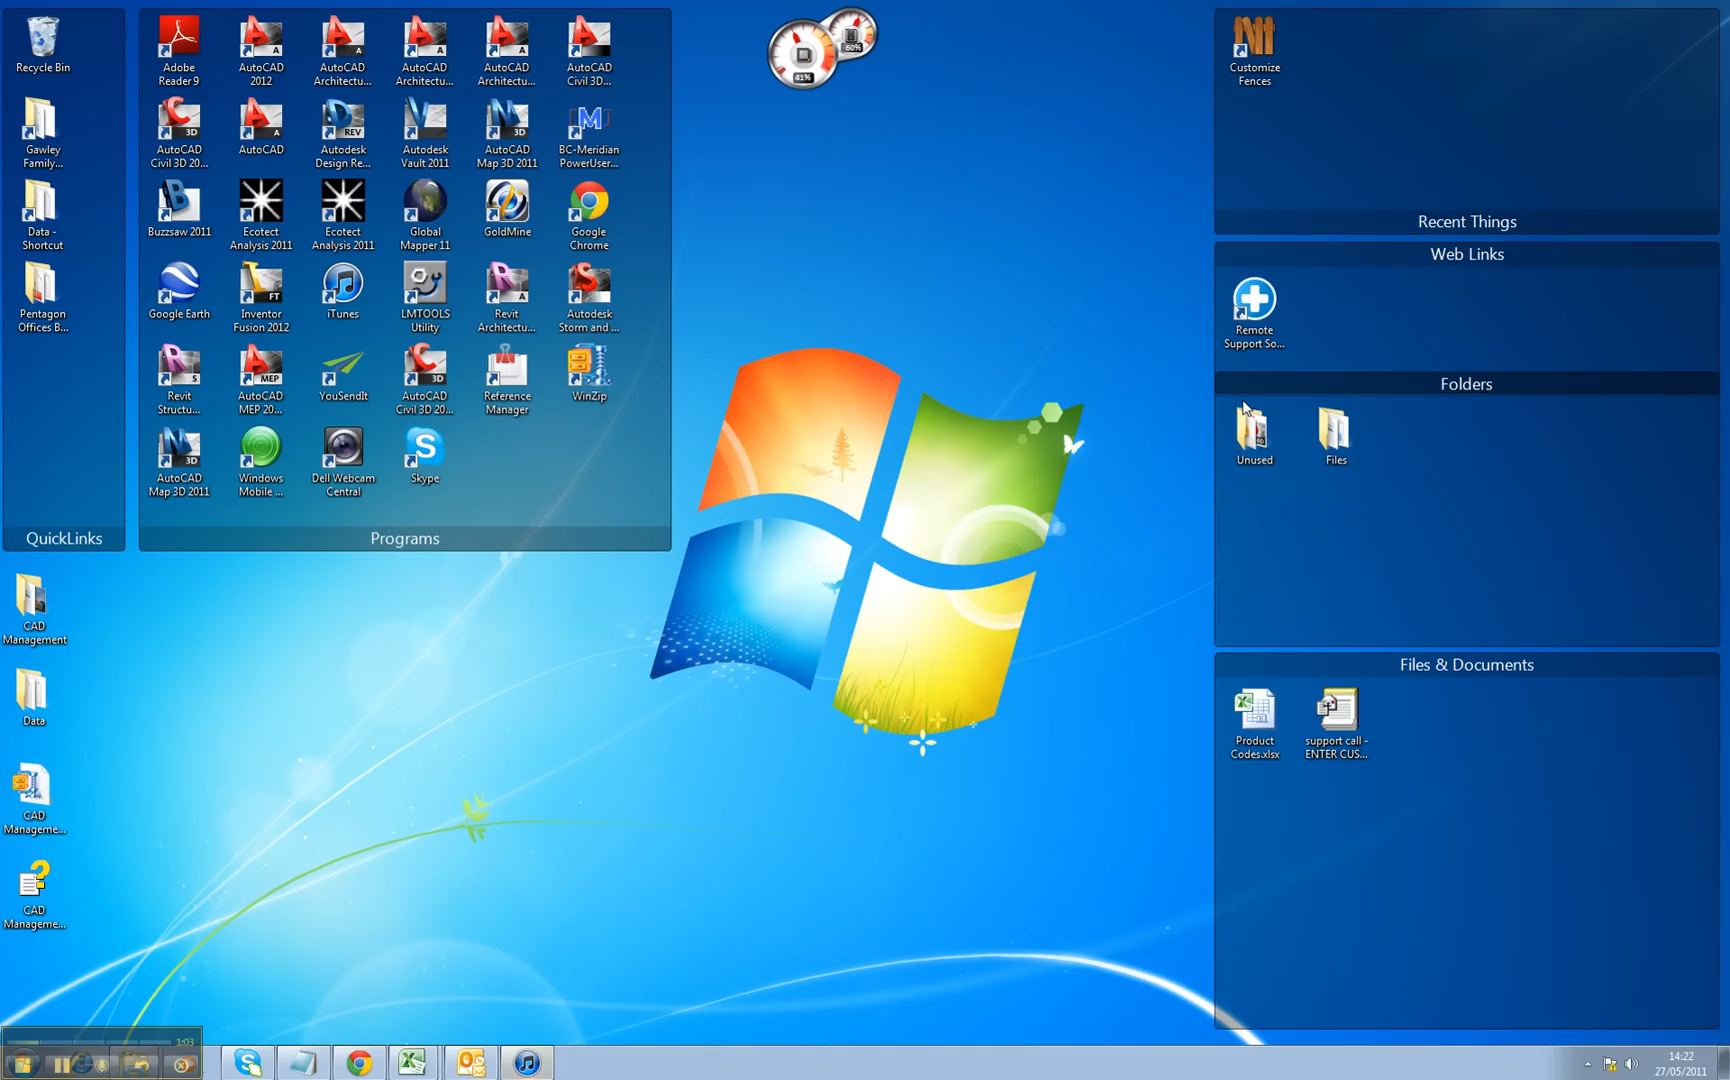 Recycle Bin
Gawley
Family...
Data -
Shortcut
Pentagon
Offices B...
QuickLinks
Adobe
Reader 9
AutoCAD
2012
AutoCAD
Architectu...
AutoCAD
Architectu...
AutoCAD
Architectu...
AutoCAD
Civil 3D...
AutoCAD
Civil 3D 20...
AutoCAD
Autodesk
Design Re...
Autodesk
Vault 2011
AutoCAD
Map 3D 2011
BC-Meridian
PowerUser...
Buzzsaw 2011
Ecotect
Analysis 2011
Ecotect
Analysis 2011
Global
Mapper 11
GoldMine
Google
Chrome
Google Earth
Inventor
Fusion 2012
iTunes
LMTOOLS
Utility
Revit
Architectu...
Autodesk
Storm and ...
Revit
Structu...
AutoCAD
MEP 20...
YouSendIt
AutoCAD
Civil 3D 20...
Reference
Manager
WinZip
AutoCAD
Map 3D 2011
Windows
Mobile ...
Dell Webcam
Central
Skype
Programs
41%
60%
Customize
Fences
Recent Things
Web Links
Remote
Support So...
Folders
Unused
Files
Files & Documents
Product
Codes.xlsx
support call -
ENTER CUS...
CAD
Management
Data
CAD
Manageme...
CAD
Manageme...
1:03
14:22
27/05/2011